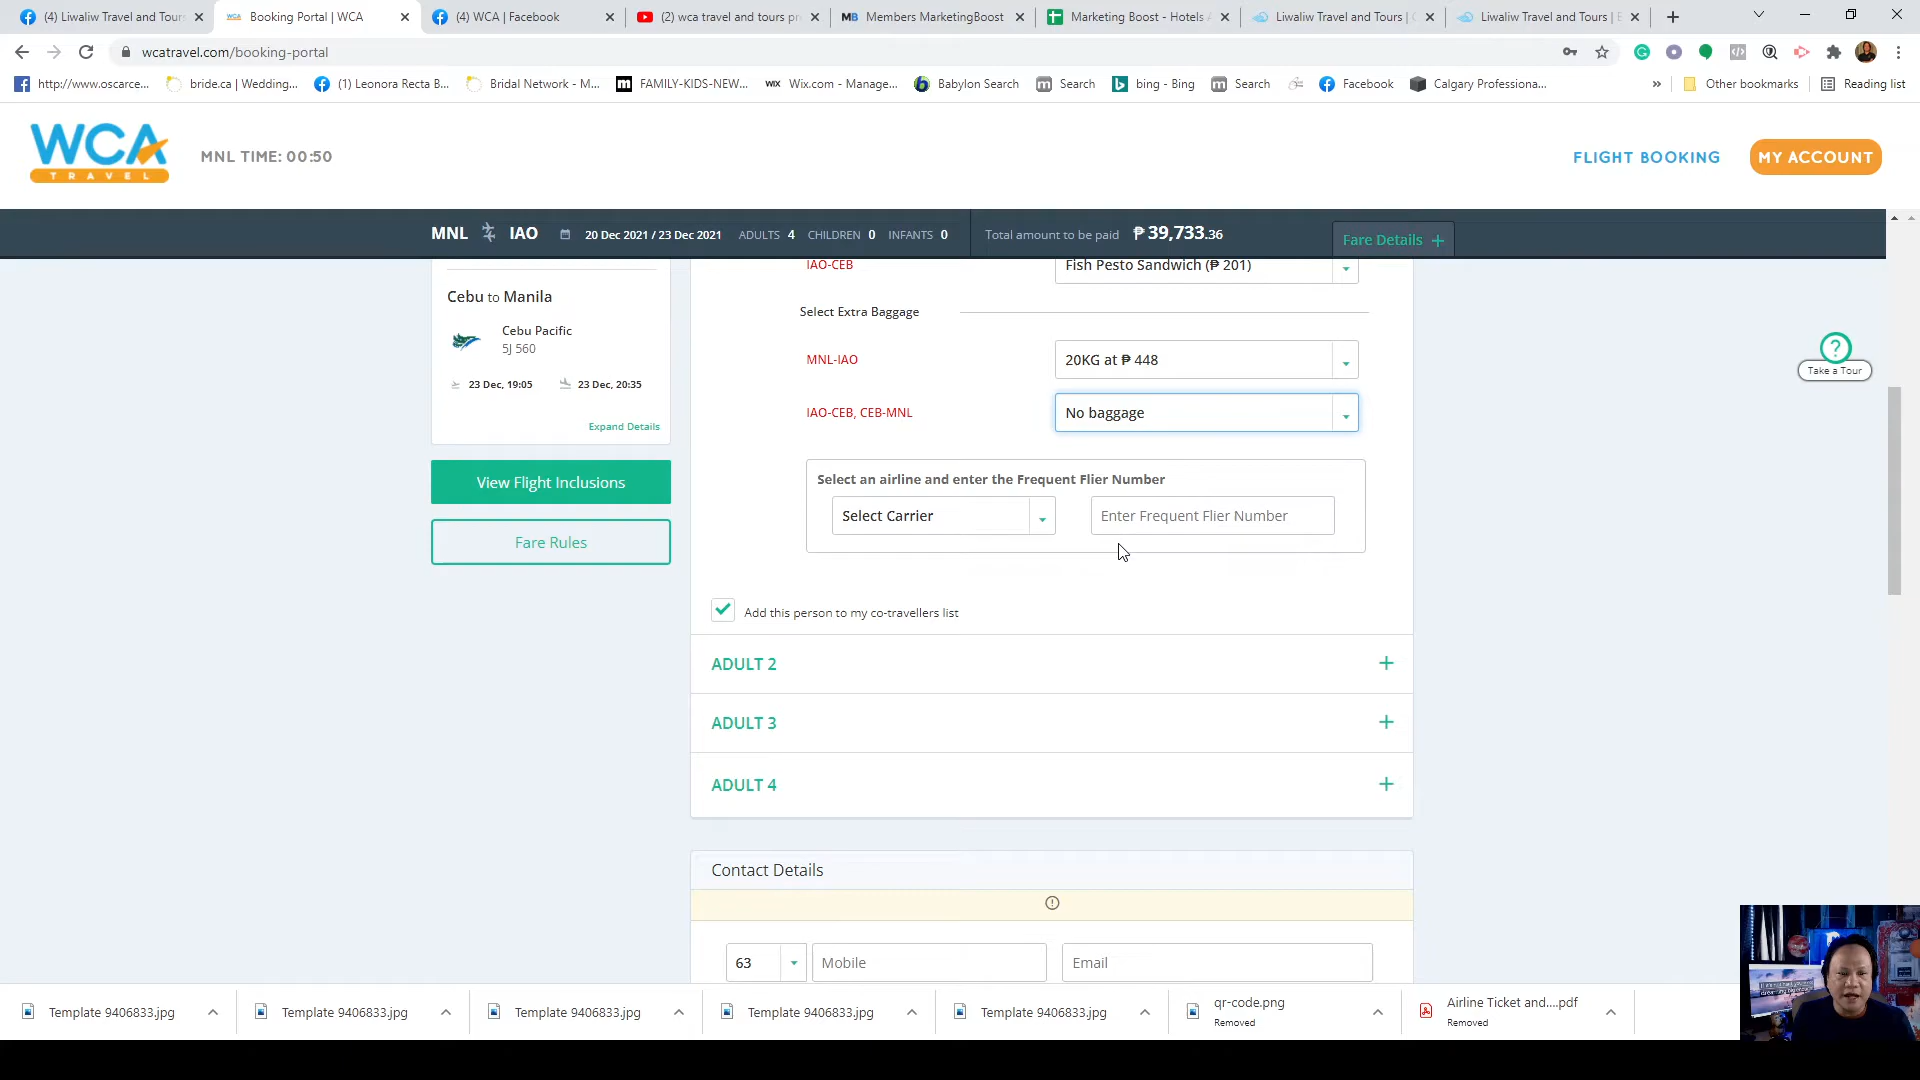 (4) Liwaliw Travel and Tour
Booking Portal | WCA
(4) WCA | Facebook
(2) wca travel and tours pr
Members MarketingBoost
Marketing Boost - Hotels
Liwaliw Travel and Tours |
Liwaliw Travel and Tours |
wcatravel.com/booking-portal
http://www.oscarce...
bride.ca | Wedding...
(1) Leonora Recta B...
Bridal Network - M...
FAMILY-KIDS-NEW...
Wix.com - Manage...
Babylon Search
Search
bing - Bing
Search
Facebook
Calgary Professiona...
Other bookmarks
Reading list
WCA
TRAVEL
MNL TIME: 00:50
FLIGHT BOOKING
MY ACCOUNT
MNL IAO 20 Dec 2021 / 23 Dec 2021 ADULTS 4 CHILDREN 0 INFANTS 0
Total amount to be paid ₱ 39,733.36
Fare Details +
IAO-CEB
Fish Pesto Sandwich (₱ 201)
Cebu to Manila
Cebu Pacific
5J 560
23 Dec, 19:05
23 Dec, 20:35
Expand Details
View Flight Inclusions
Fare Rules
Select Extra Baggage
MNL-IAO
20KG at ₱ 448
IAO-CEB, CEB-MNL
No baggage
Select an airline and enter the Frequent Flier Number
Select Carrier
Enter Frequent Flier Number
Add this person to my co-travellers list
ADULT 2
ADULT 3
ADULT 4
Contact Details
63
Mobile
Email
?
Take a Tour
Template 9406833.jpg
Template 9406833.jpg
Template 9406833.jpg
Template 9406833.jpg
Template 9406833.jpg
qr-code.png
Removed
Airline Ticket and....pdf
Removed